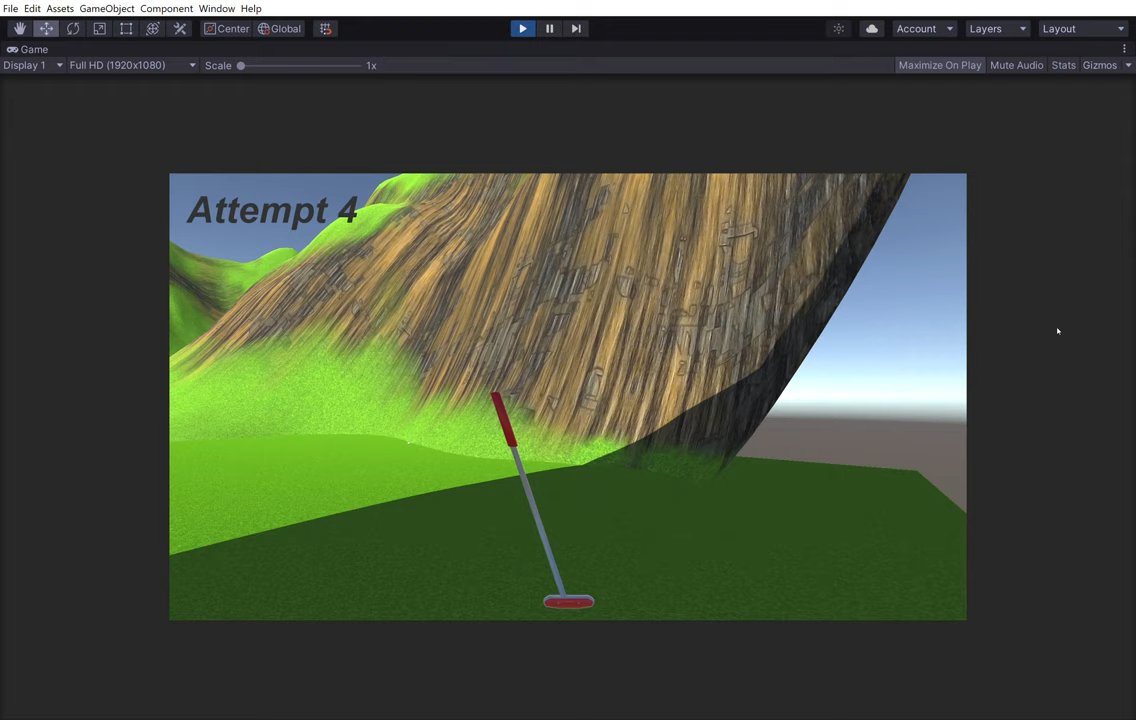 File Edit Assets GameObject Component Window Help
Center Global Account Layers Layout
Game
Display 1 Full HD (1920x1080) Scale 1x Maximize On Play Mute Audio Stats Gizmos
Attempt 4